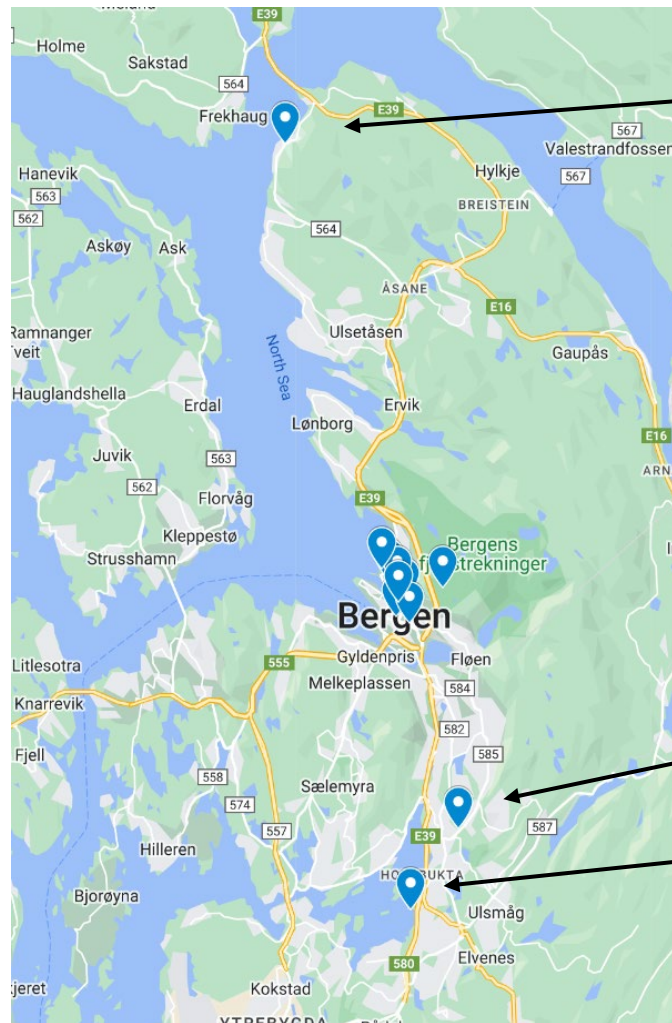 E39
Holme
Sakstad
564
Frekhaug
E39
567
Valestrandfossen
Hanevik
563
562
Hylkje
567
BREISTEIN
Askøy
Ask
564
ÅSANE
E16
Ramnanger
Tveit
Ulsetåsen
Gaupås
North Sea
Hauglandshella
Erdal
Ervik
Lønborg
Juvik
563
E16
562
ARN
Florvåg
E39
Kleppestø
Strusshamn
Bergens
Bergen
Litlesotra
555
Gyldenpris
Fløen
Melkeplassen
584
Knarrevik
582
Fjell
585
558
Sælemyra
574
557
587
E39
Hilleren
Bjorøyna
Ulsmåg
580
Elvenes
Kokstad